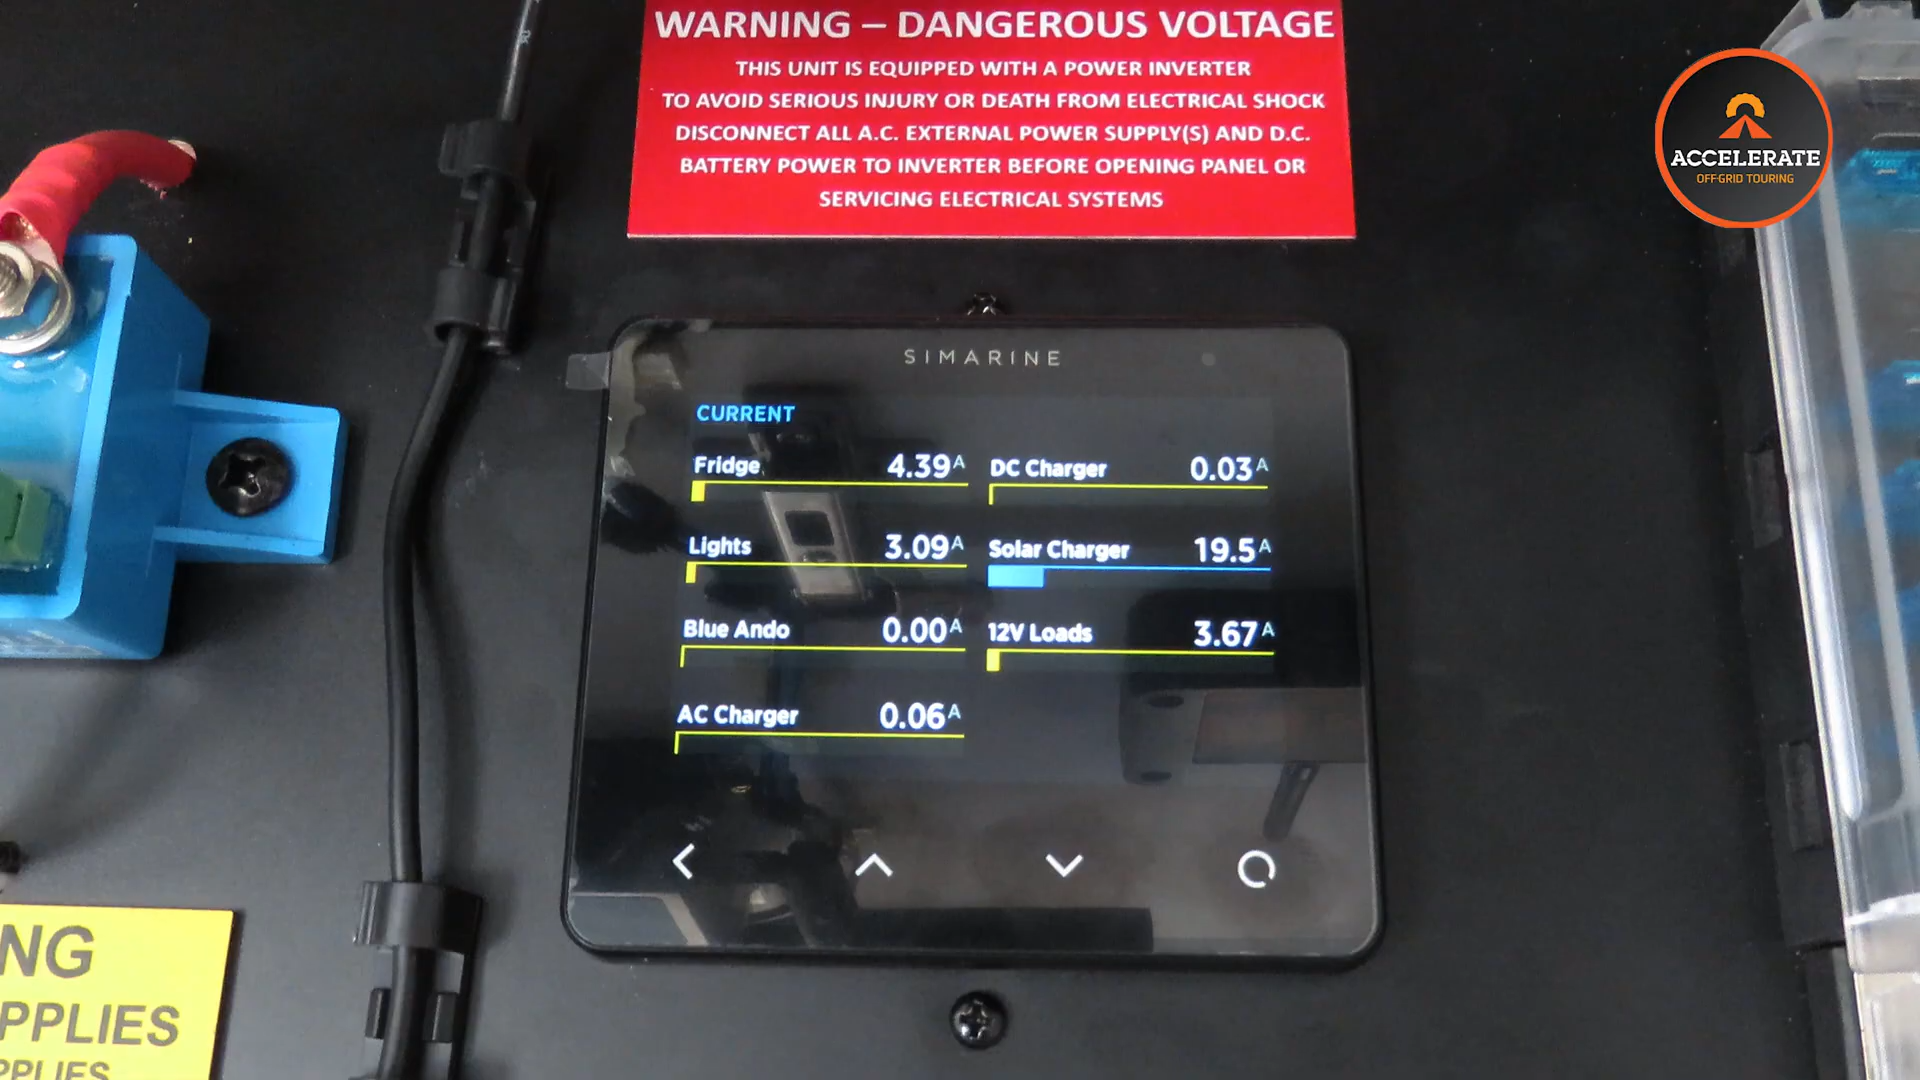 WARNING – DANGEROUS VOLTAGE
THIS UNIT IS EQUIPPED WITH A POWER INVERTER
TO AVOID SERIOUS INJURY OR DEATH FROM ELECTRICAL SHOCK
DISCONNECT ALL A.C. EXTERNAL POWER SUPPLY(S) AND D.C.
BATTERY POWER TO INVERTER BEFORE OPENING PANEL OR
SERVICING ELECTRICAL SYSTEMS
ACCELERATE
OFF-GRID TOURING
SIMARINE
CURRENT
Fridge 4.39 A
DC Charger 0.03 A
Lights 3.09 A
Solar Charger 19.5 A
Blue Ando 0.00 A
12V Loads 3.67 A
AC Charger 0.06 A
NG
PPLIES
PPLIES